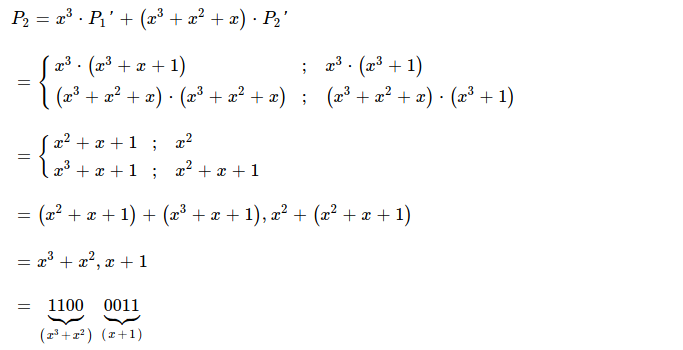 P₂ = x³ · P₁′ + (x³ + x² + x) · P₂′
= { x³ · (x³ + x + 1) ; x³ · (x³ + 1)
(x³ + x² + x) · (x³ + x² + x) ; (x³ + x² + x) · (x³ + 1)
= { x² + x + 1 ; x²
x³ + x + 1 ; x² + x + 1
= (x² + x + 1) + (x³ + x + 1), x² + (x² + x + 1)
= x³ + x², x + 1
= 1100 0011
(x³+x²) (x+1)